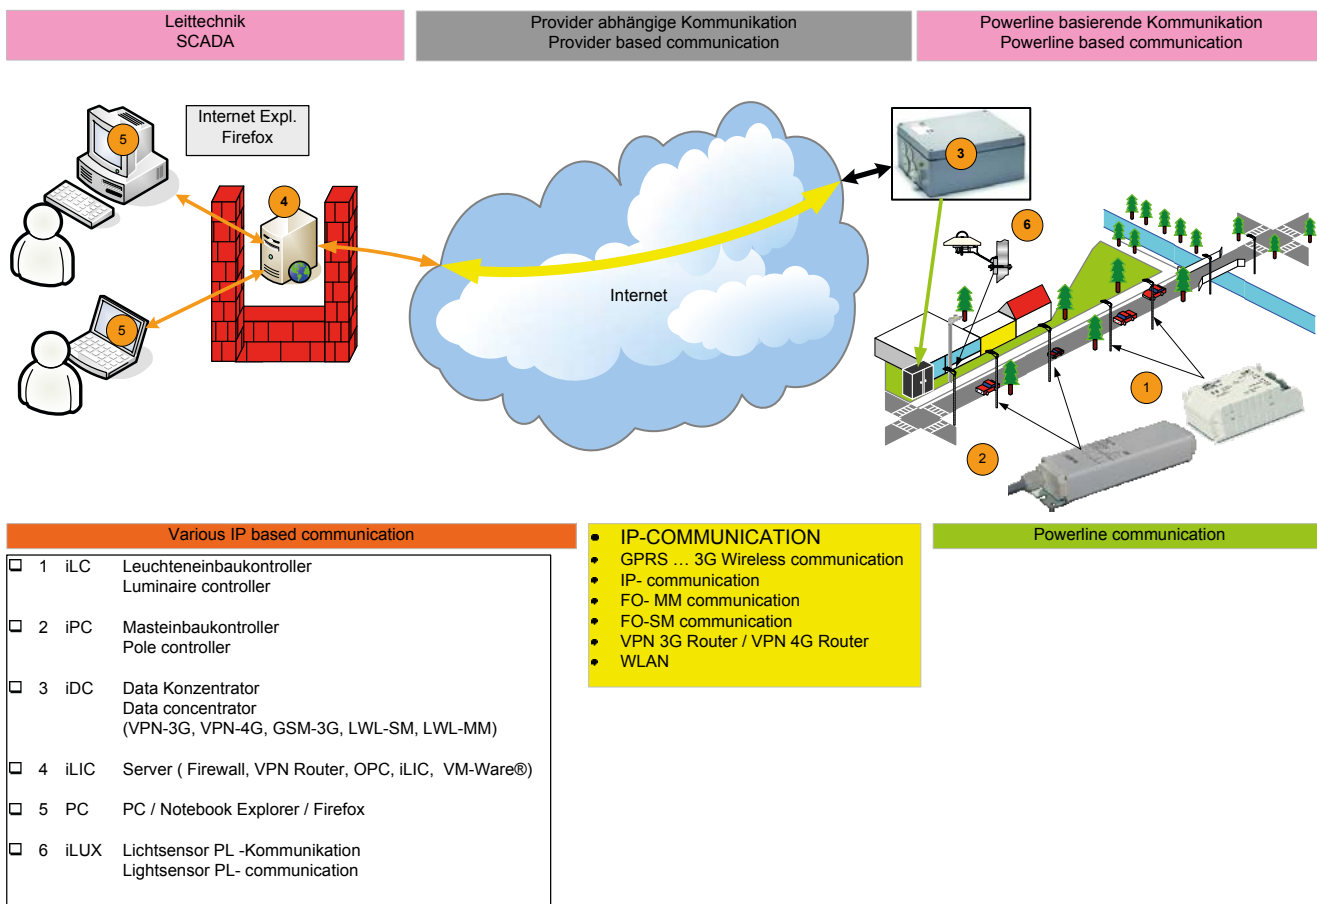 Leittechnik
SCADA
Provider abhängige Kommunikation
Provider based communication
Powerline basierende Kommunikation
Powerline based communication
Internet Expl.
Firefox
5
4
5
Internet
3
6
1
2
Various IP based communication
1 iLC Leuchteneinbaukontroller
Luminaire controller
2 iPC Masteinbaukontroller
Pole controller
3 iDC Data Konzentrator
Data concentrator
(VPN-3G, VPN-4G, GSM-3G, LWL-SM, LWL-MM)
4 iLIC Server ( Firewall, VPN Router, OPC, iLIC, VM-Ware®)
5 PC PC / Notebook Explorer / Firefox
6 iLUX Lichtsensor PL -Kommunikation
Lightsensor PL- communication
IP-COMMUNICATION
GPRS … 3G Wireless communication
IP- communication
FO- MM communication
FO-SM communication
VPN 3G Router / VPN 4G Router
WLAN
Powerline communication